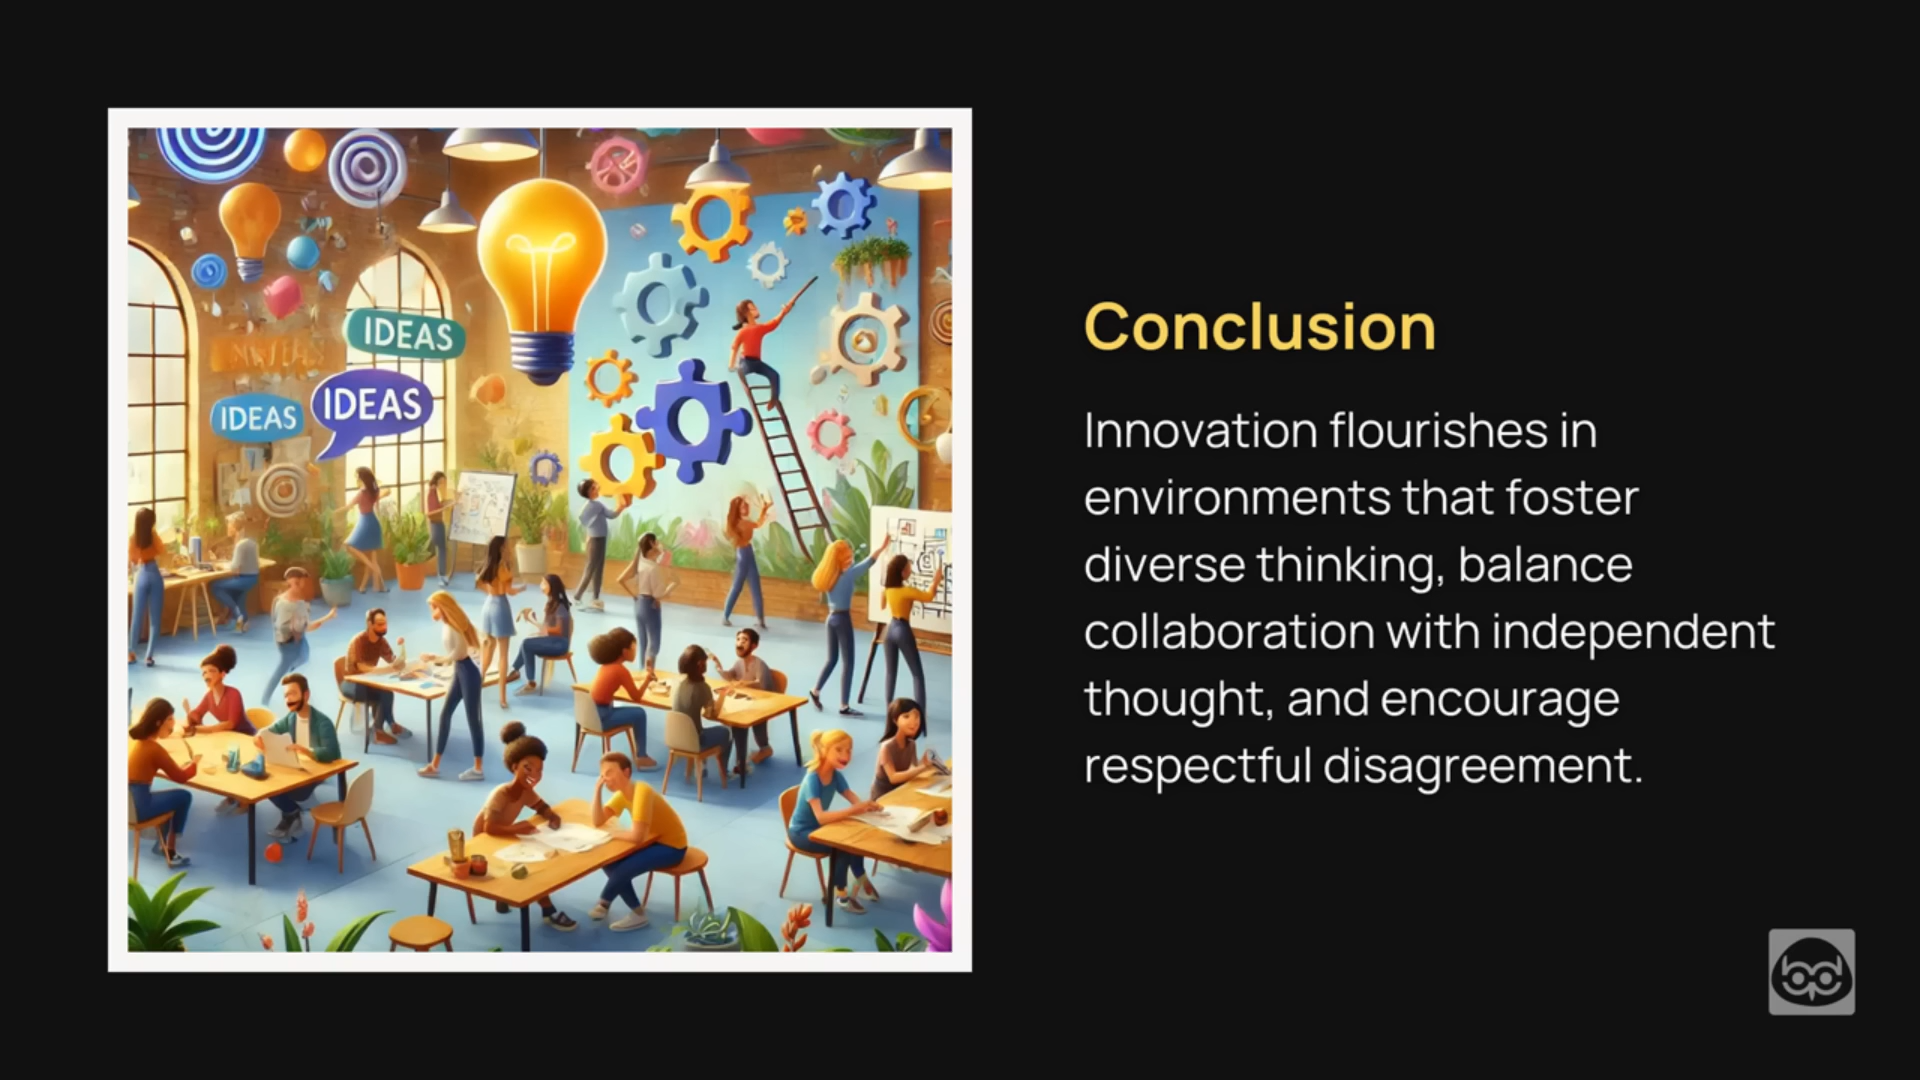 IDEAS
IDEAS
IDEAS
Conclusion
Innovation flourishes in
environments that foster
diverse thinking, balance
collaboration with independent
thought, and encourage
respectful disagreement.